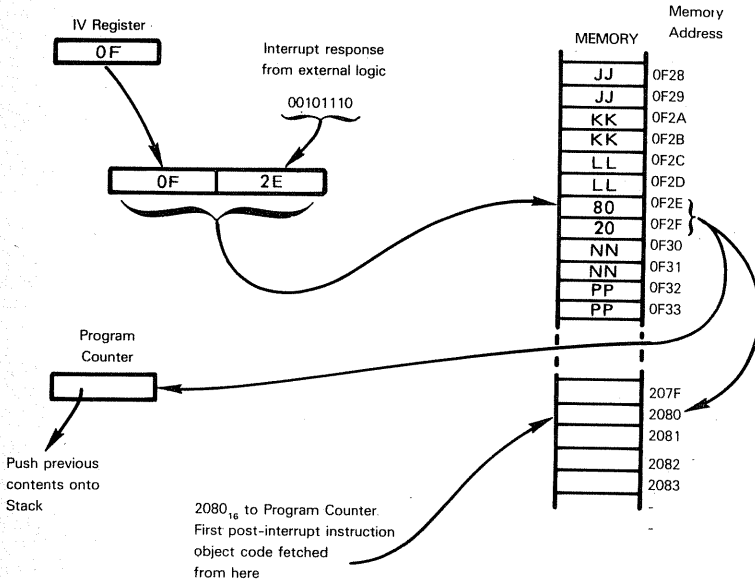 IV Register
0F
Interrupt response
from external logic
00101110
0F 2E
Memory
Address
MEMORY
JJ 0F28
JJ 0F29
KK 0F2A
KK 0F2B
LL 0F2C
LL 0F2D
80 0F2E
20 0F2F
NN 0F30
NN 0F31
PP 0F32
PP 0F33
Program
Counter
Push previous
contents onto
Stack
207F
2080
2081
2082
2083
-
-
2080₁₆ to Program Counter.
First post-interrupt instruction
object code fetched
from here